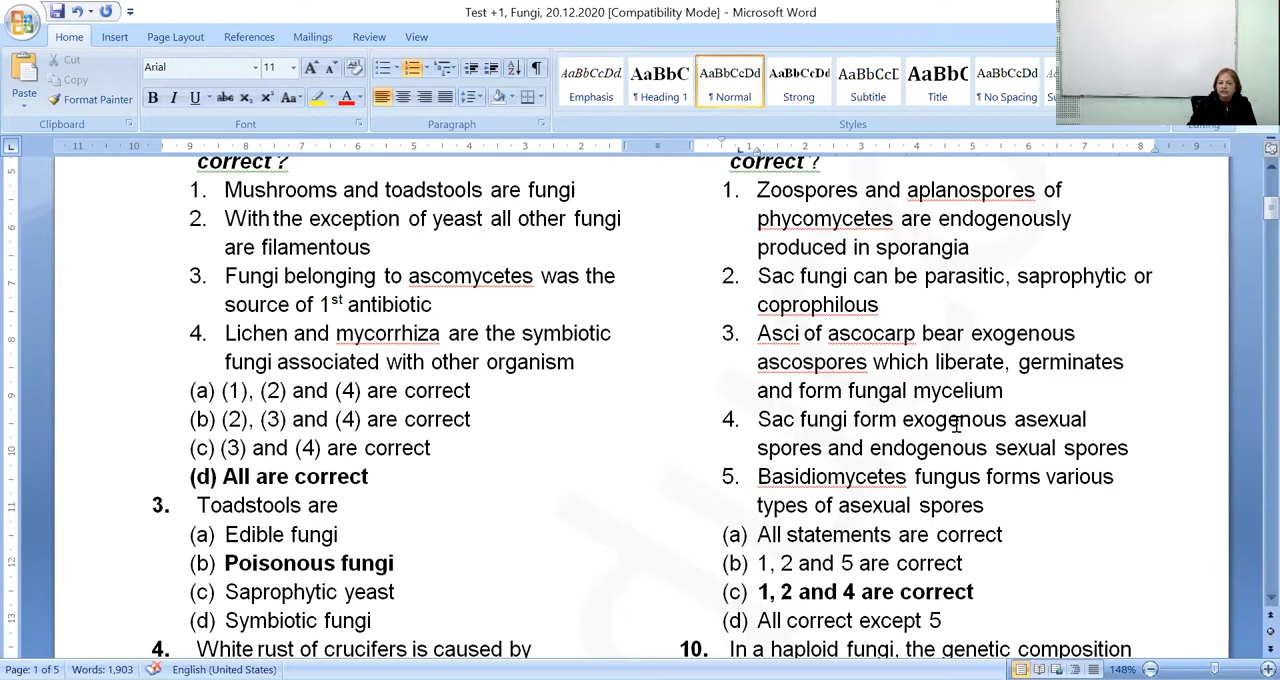 Test +1, Fungi, 20.12.2020 [Compatibility Mode] - Microsoft Word
Home Insert Page Layout References Mailings Review View
Cut
Copy
Format Painter
Paste
Arial 11
AaBbCcDd AaBbC AaBbCcDd AaBbCcDd AaBbCcDd AaBbC AaBbCcDd
Emphasis ¶ Heading 1 ¶ Normal Strong Subtitle Title ¶ No Spacing
Clipboard Font Paragraph Styles Editing
correct ?
1. Mushrooms and toadstools are fungi
2. With the exception of yeast all other fungi
are filamentous
3. Fungi belonging to ascomycetes was the
source of 1st antibiotic
4. Lichen and mycorrhiza are the symbiotic
fungi associated with other organism
(a) (1), (2) and (4) are correct
(b) (2), (3) and (4) are correct
(c) (3) and (4) are correct
(d) All are correct
3. Toadstools are
(a) Edible fungi
(b) Poisonous fungi
(c) Saprophytic yeast
(d) Symbiotic fungi
4. White rust of crucifers is caused by
correct ?
1. Zoospores and aplanospores of
phycomycetes are endogenously
produced in sporangia
2. Sac fungi can be parasitic, saprophytic or
coprophilous
3. Asci of ascocarp bear exogenous
ascospores which liberate, germinates
and form fungal mycelium
4. Sac fungi form exogenous asexual
spores and endogenous sexual spores
5. Basidiomycetes fungus forms various
types of asexual spores
(a) All statements are correct
(b) 1, 2 and 5 are correct
(c) 1, 2 and 4 are correct
(d) All correct except 5
10. In a haploid fungi, the genetic composition
Page: 1 of 5 Words: 1,903 English (United States) 148%